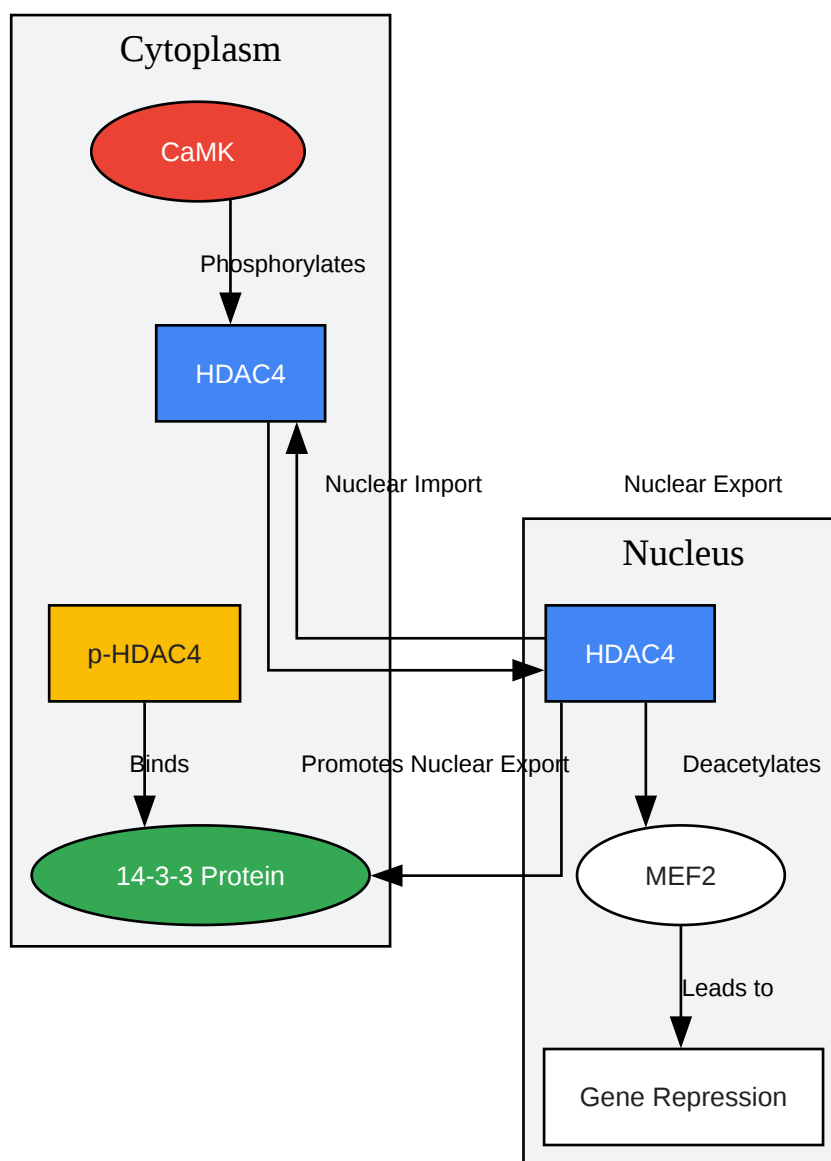 Cytoplasm
CaMK
Phosphorylates
HDAC4
Nuclear Import
Nuclear Export
Nucleus
p-HDAC4
HDAC4
Binds
Promotes Nuclear Export
Deacetylates
14-3-3 Protein
MEF2
Leads to
Gene Repression